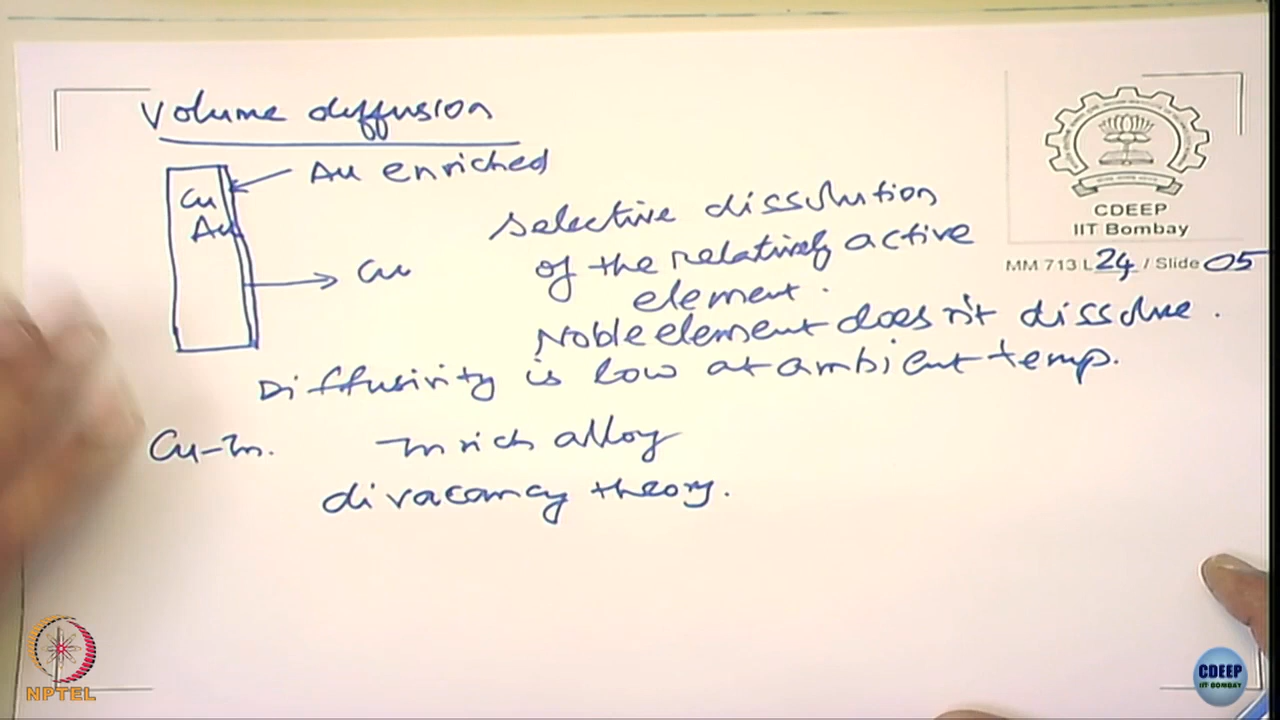 Volume diffusion
Au enriched
Cu
Au
Cu
Selective dissolution
of the relatively active
element.
Noble element does n't dissolve.
Diffusivity is low at ambient temp.
Cu-Zn. Zn rich alloy
divacancy theory.
CDEEP
IIT Bombay
MM 713 L 24 / Slide 05
NPTEL
CDEEP
IIT BOMBAY